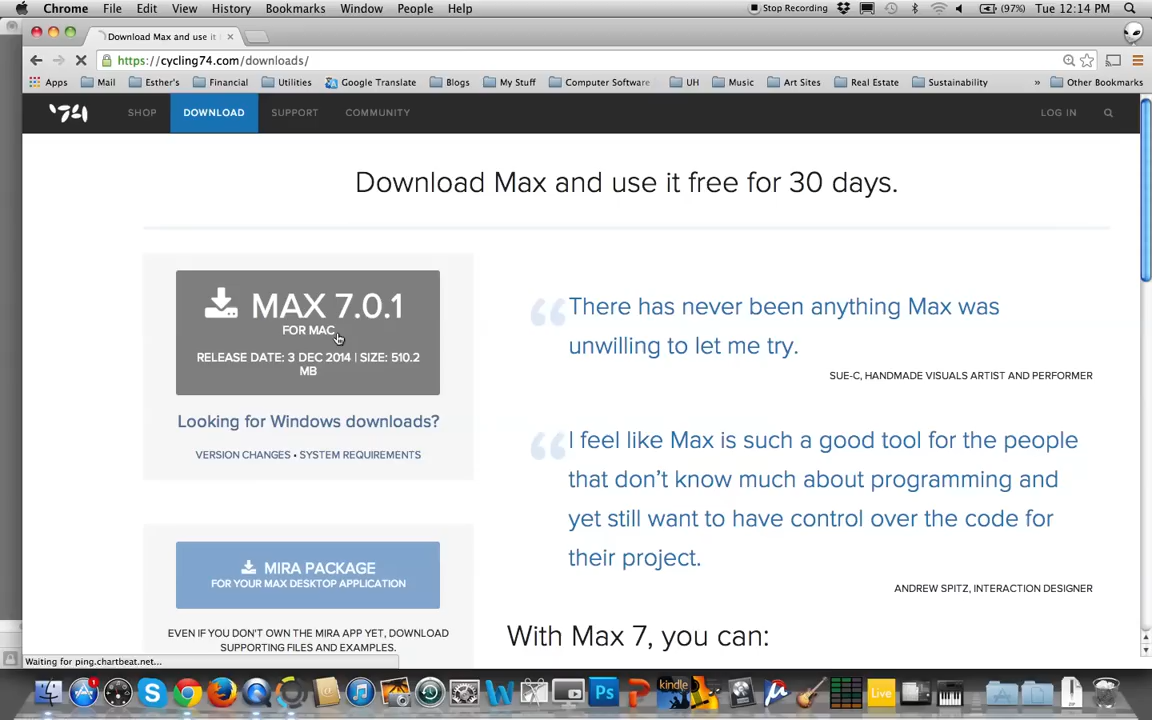 Chrome File Edit View History Bookmarks Window People Help Stop Recording (97%) Tue 12:14 PM
Download Max and use it
https://cycling74.com/downloads/
Apps Mail Esther's Financial Utilities Google Translate Blogs My Stuff Computer Software UH Music Art Sites Real Estate Sustainability » Other Bookmarks
'74 SHOP DOWNLOAD SUPPORT COMMUNITY LOG IN
Download Max and use it free for 30 days.
MAX 7.0.1
FOR MAC
RELEASE DATE: 3 DEC 2014 | SIZE: 510.2
MB
Looking for Windows downloads?
VERSION CHANGES • SYSTEM REQUIREMENTS
MIRA PACKAGE
FOR YOUR MAX DESKTOP APPLICATION
EVEN IF YOU DON'T OWN THE MIRA APP YET, DOWNLOAD
SUPPORTING FILES AND EXAMPLES.
“There has never been anything Max was
unwilling to let me try.
SUE-C, HANDMADE VISUALS ARTIST AND PERFORMER
“I feel like Max is such a good tool for the people
that don’t know much about programming and
yet still want to have control over the code for
their project.
ANDREW SPITZ, INTERACTION DESIGNER
With Max 7, you can:
Waiting for ping.chartbeat.net...
1 S W Ps P kindle Live